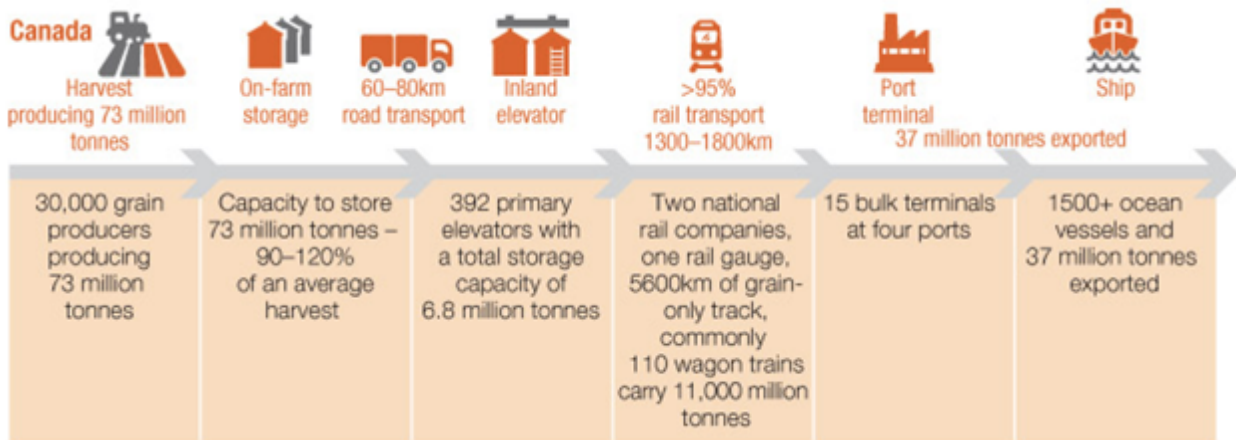 Canada
Harvest
producing 73 million
tonnes
On-farm
storage
60–80km
road transport
Inland
elevator
>95%
rail transport
1300–1800km
Port
terminal
Ship
37 million tonnes exported
30,000 grain
producers
producing
73 million
tonnes
Capacity to store
73 million tonnes –
90–120%
of an average
harvest
392 primary
elevators with
a total storage
capacity of
6.8 million tonnes
Two national
rail companies,
one rail gauge,
5600km of grain-
only track,
commonly
110 wagon trains
carry 11,000 million
tonnes
15 bulk terminals
at four ports
1500+ ocean
vessels and
37 million tonnes
exported